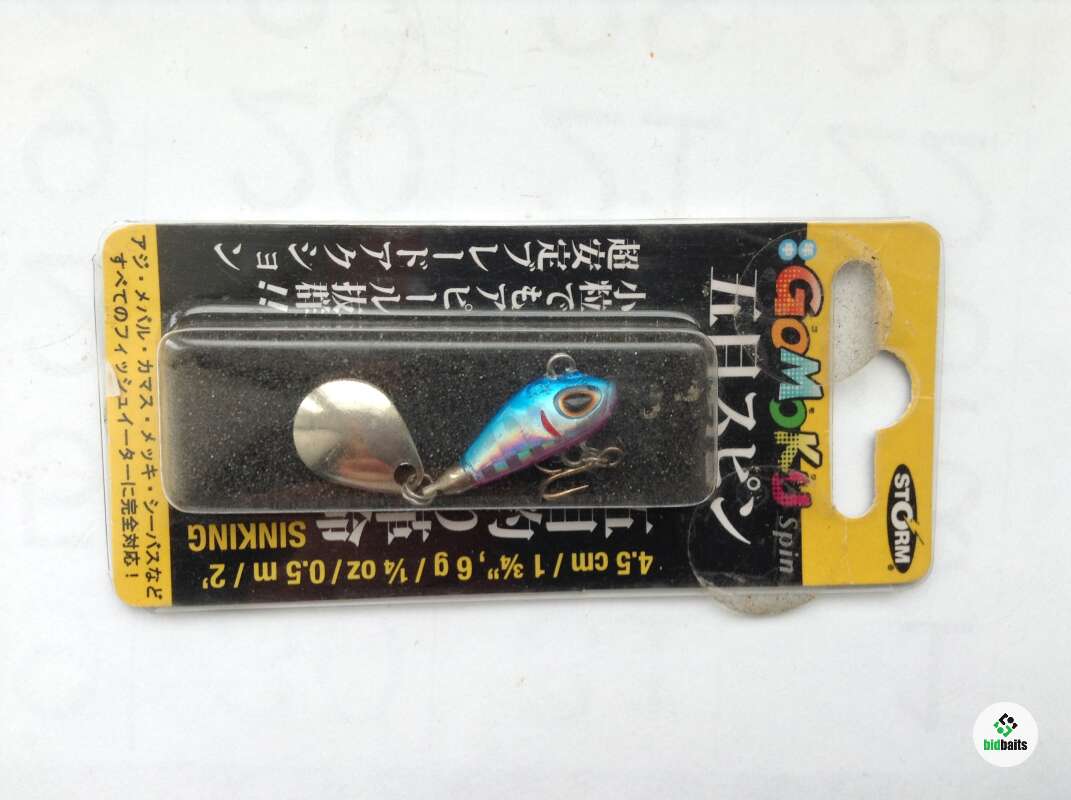 STORM®
GoMoKu
Spin
五目スピン
小粒でもアピール抜群!!
超安定ブレードアクション
五目釣の革命
4.5 cm / 1 ¾”, 6 g / ¼ oz / 0.5 m / 2’
SINKING
アジ・メバル・カマス・メッキ・シーバスなど
すべてのフィッシュイーターに完全対応!
bidbaits